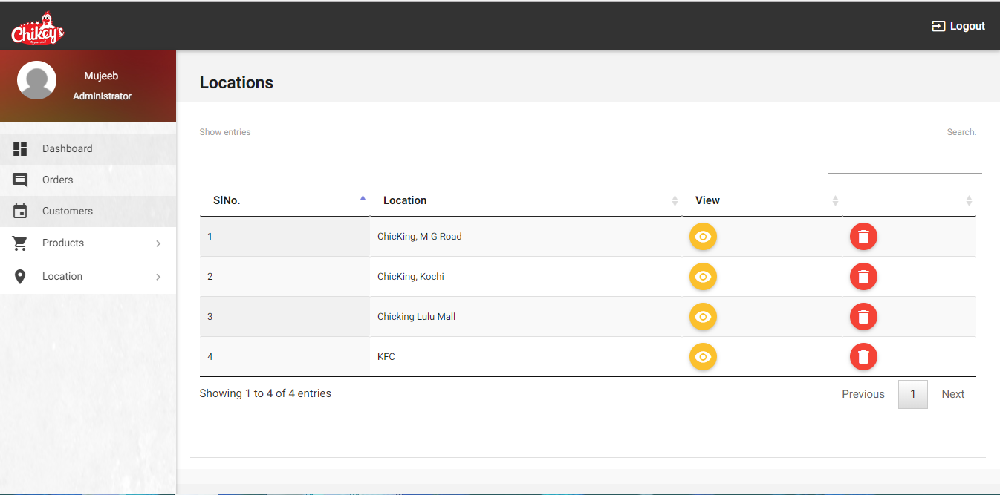 Chikey's
Logout
Mujeeb
Administrator
Locations
Show entries
Search:
Dashboard
Orders
Customers
Products
Location
SlNo. Location View
1 ChicKing, M G Road
2 ChicKing, Kochi
3 Chicking Lulu Mall
4 KFC
Showing 1 to 4 of 4 entries
Previous 1 Next